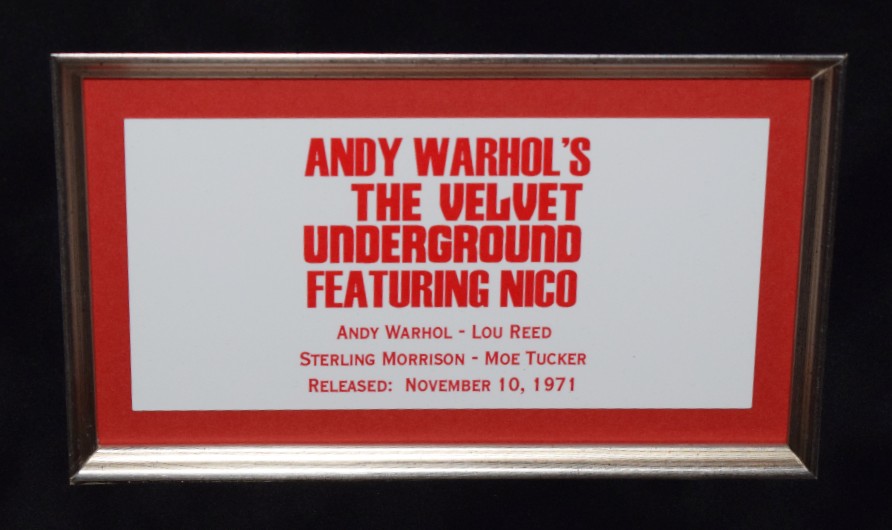 ANDY WARHOL'S
THE VELVET
UNDERGROUND
FEATURING NICO
ANDY WARHOL - LOU REED
STERLING MORRISON - MOE TUCKER
RELEASED: NOVEMBER 10, 1971